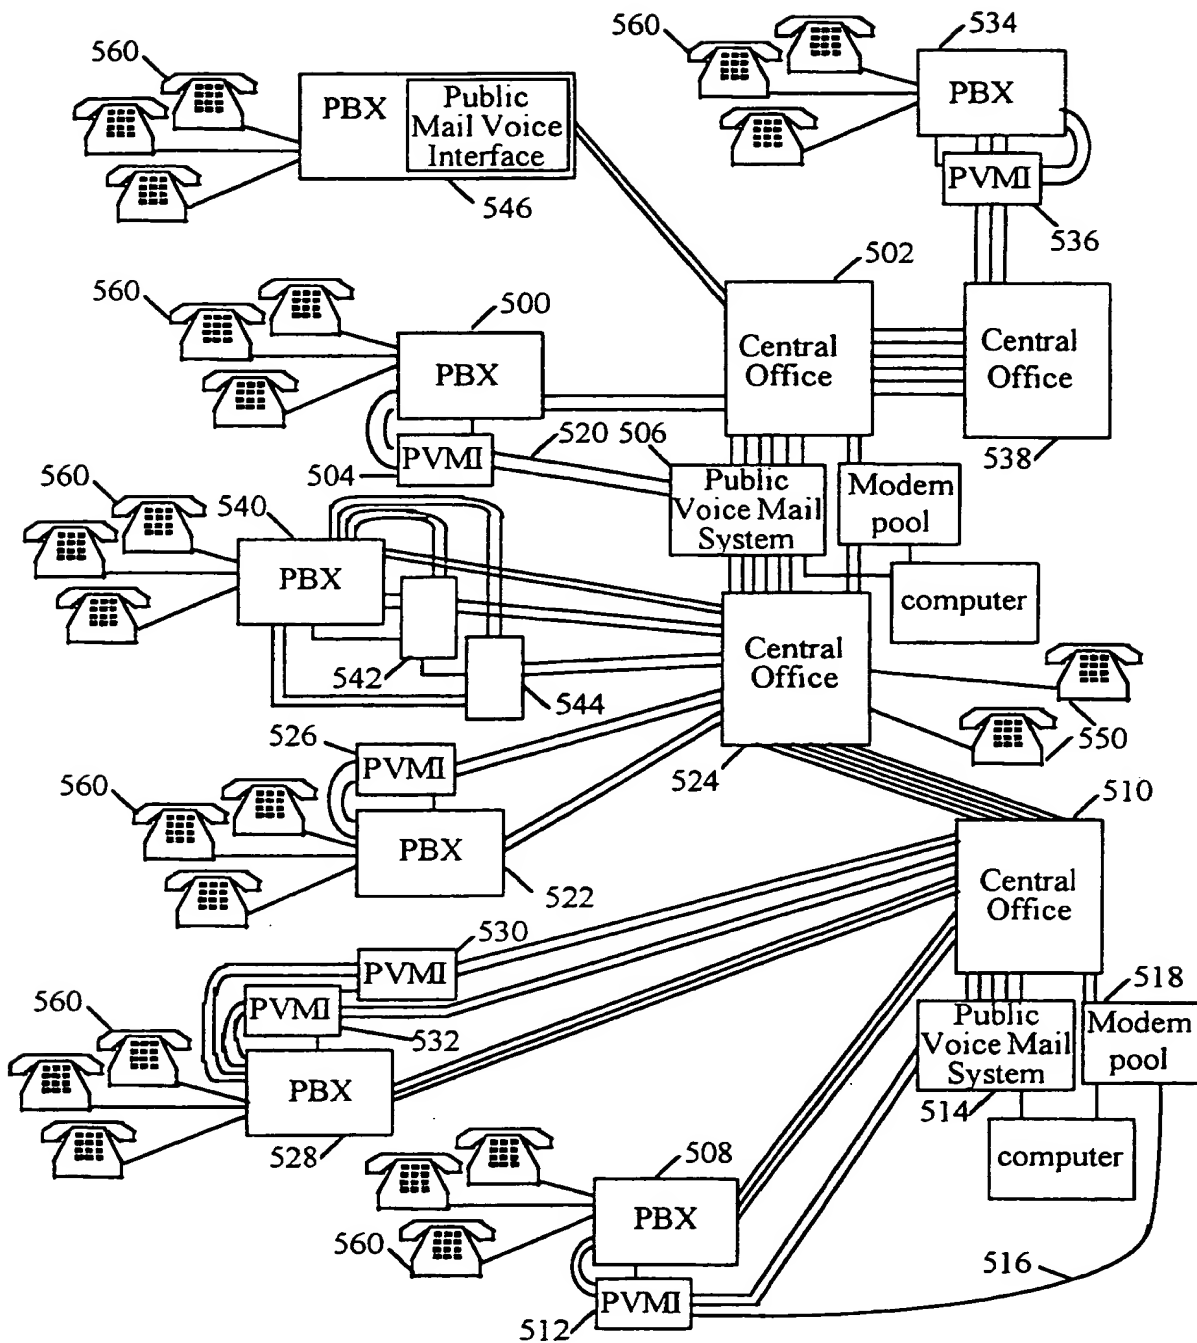 560
560
534
PBX
Public
Mail Voice
Interface
PBX
PVMI
546
536
502
560
500
Central
Office
Central
Office
PBX
520
506
538
PVMI
504
Public
Voice Mail
System
Modem
pool
560
540
PBX
computer
Central
Office
542
544
526
550
PVMI
524
560
510
PBX
Central
Office
522
530
PVMI
518
PVMI
560
532
Public
Voice Mail
System
Modem
pool
PBX
514
528
508
computer
PBX
560
516
PVMI
512